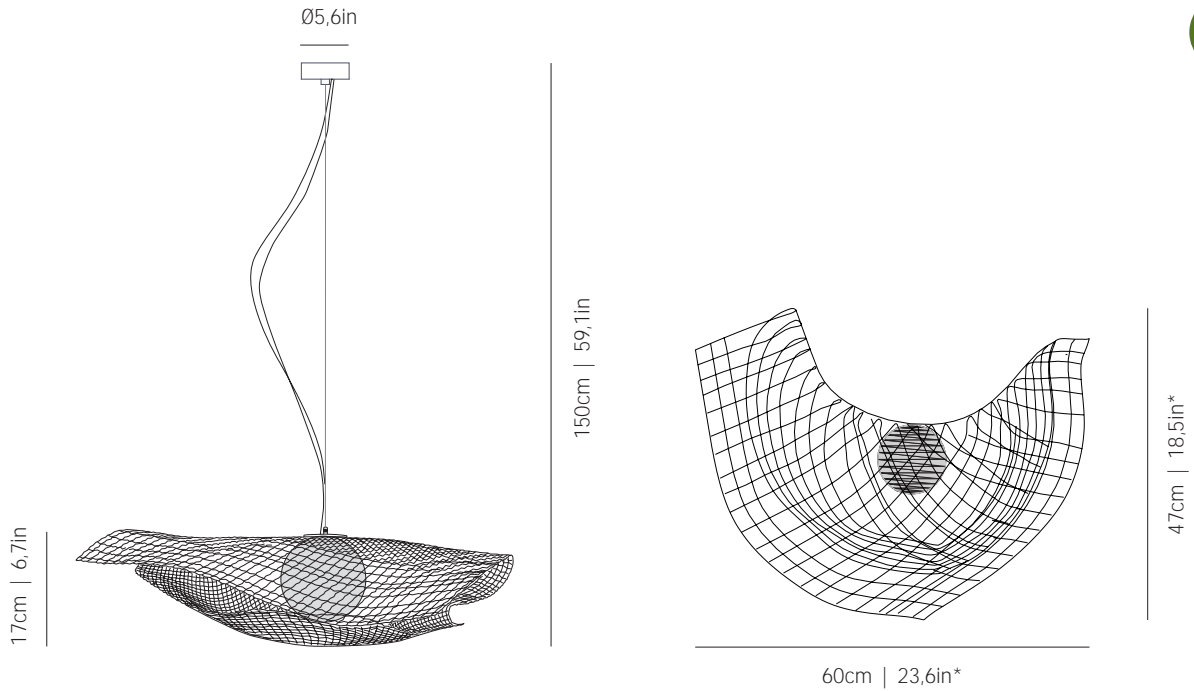 Ø5,6in
150cm | 59,1in
17cm | 6,7in
47cm | 18,5in*
60cm | 23,6in*